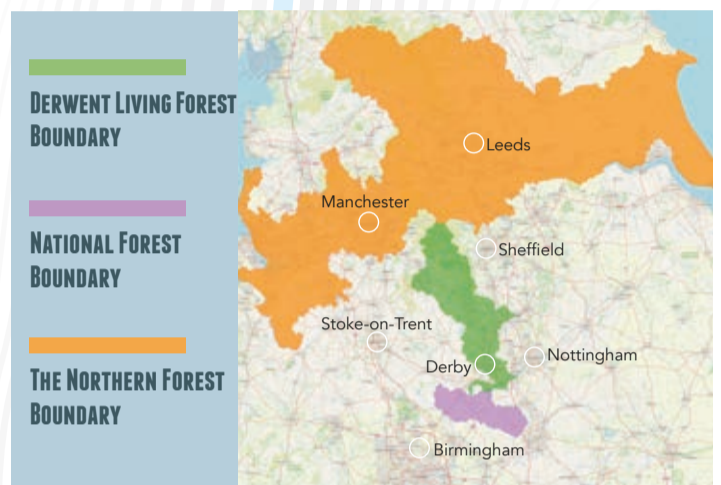 DERWENT LIVING FOREST
BOUNDARY
NATIONAL FOREST
BOUNDARY
THE NORTHERN FOREST
BOUNDARY
Leeds
Manchester
Sheffield
Stoke-on-Trent
Nottingham
Derby
Birmingham